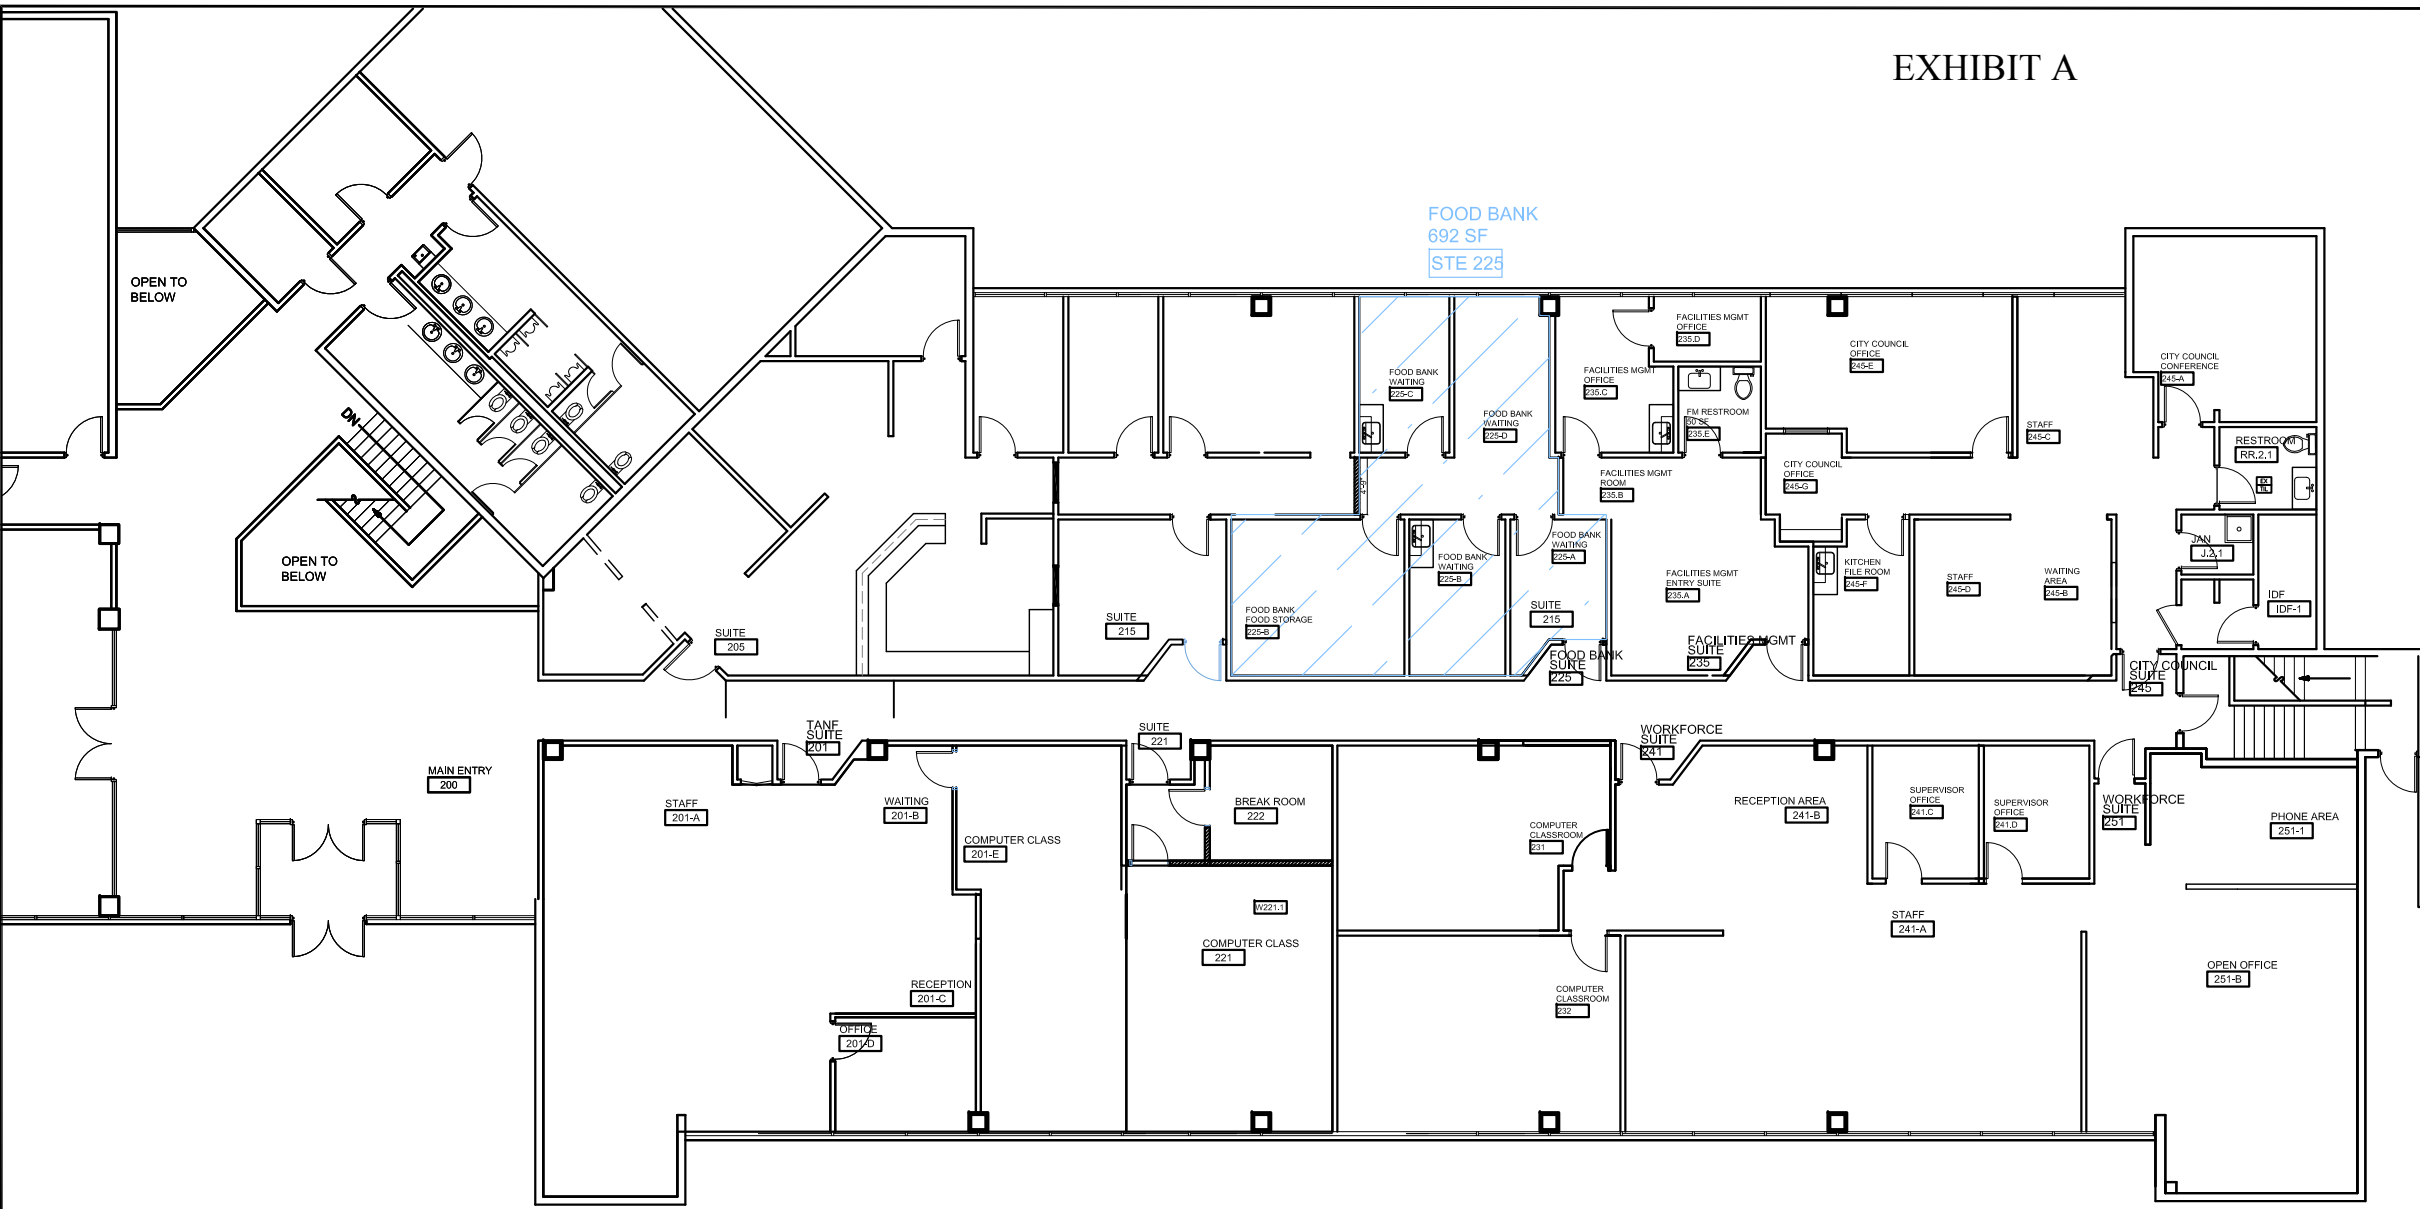 EXHIBIT A
FOOD BANK
692 SF
STE 225
OPEN TO
BELOW
DN
OPEN TO
BELOW
FACILITIES MGMT
OFFICE
235.D
CITY COUNCIL
OFFICE
245-E
CITY COUNCIL
CONFERENCE
245-A
FOOD BANK
WAITING
225-C
FACILITIES MGMT
OFFICE
235.C
FOOD BANK
WAITING
225-D
FM RESTROOM
50 SF
235.E
STAFF
245-C
RESTROOM
RR.2.1
CITY COUNCIL
OFFICE
245-G
FACILITIES MGMT
ROOM
235.B
4'-9"
FOOD BANK
WAITING
225-A
FOOD BANK
WAITING
225-B
JAN
J.2.1
KITCHEN
FILE ROOM
245-F
FACILITIES MGMT
ENTRY SUITE
235.A
STAFF
245-D
WAITING
AREA
245-B
IDF
IDF-1
SUITE
215
FOOD BANK
FOOD STORAGE
225-B
SUITE
215
SUITE
205
FACILITIES MGMT
SUITE
235
FOOD BANK
SUITE
225
CITY COUNCIL
SUITE
245
TANF
SUITE
201
SUITE
221
WORKFORCE
SUITE
241
MAIN ENTRY
200
STAFF
201-A
WAITING
201-B
BREAK ROOM
222
RECEPTION AREA
241-B
SUPERVISOR
OFFICE
241.C
SUPERVISOR
OFFICE
241.D
WORKFORCE
SUITE
251
PHONE AREA
251-1
COMPUTER CLASS
201-E
COMPUTER
CLASSROOM
231
W221.1
STAFF
241-A
COMPUTER CLASS
221
OPEN OFFICE
251-B
RECEPTION
201-C
COMPUTER
CLASSROOM
232
OFFICE
201-D